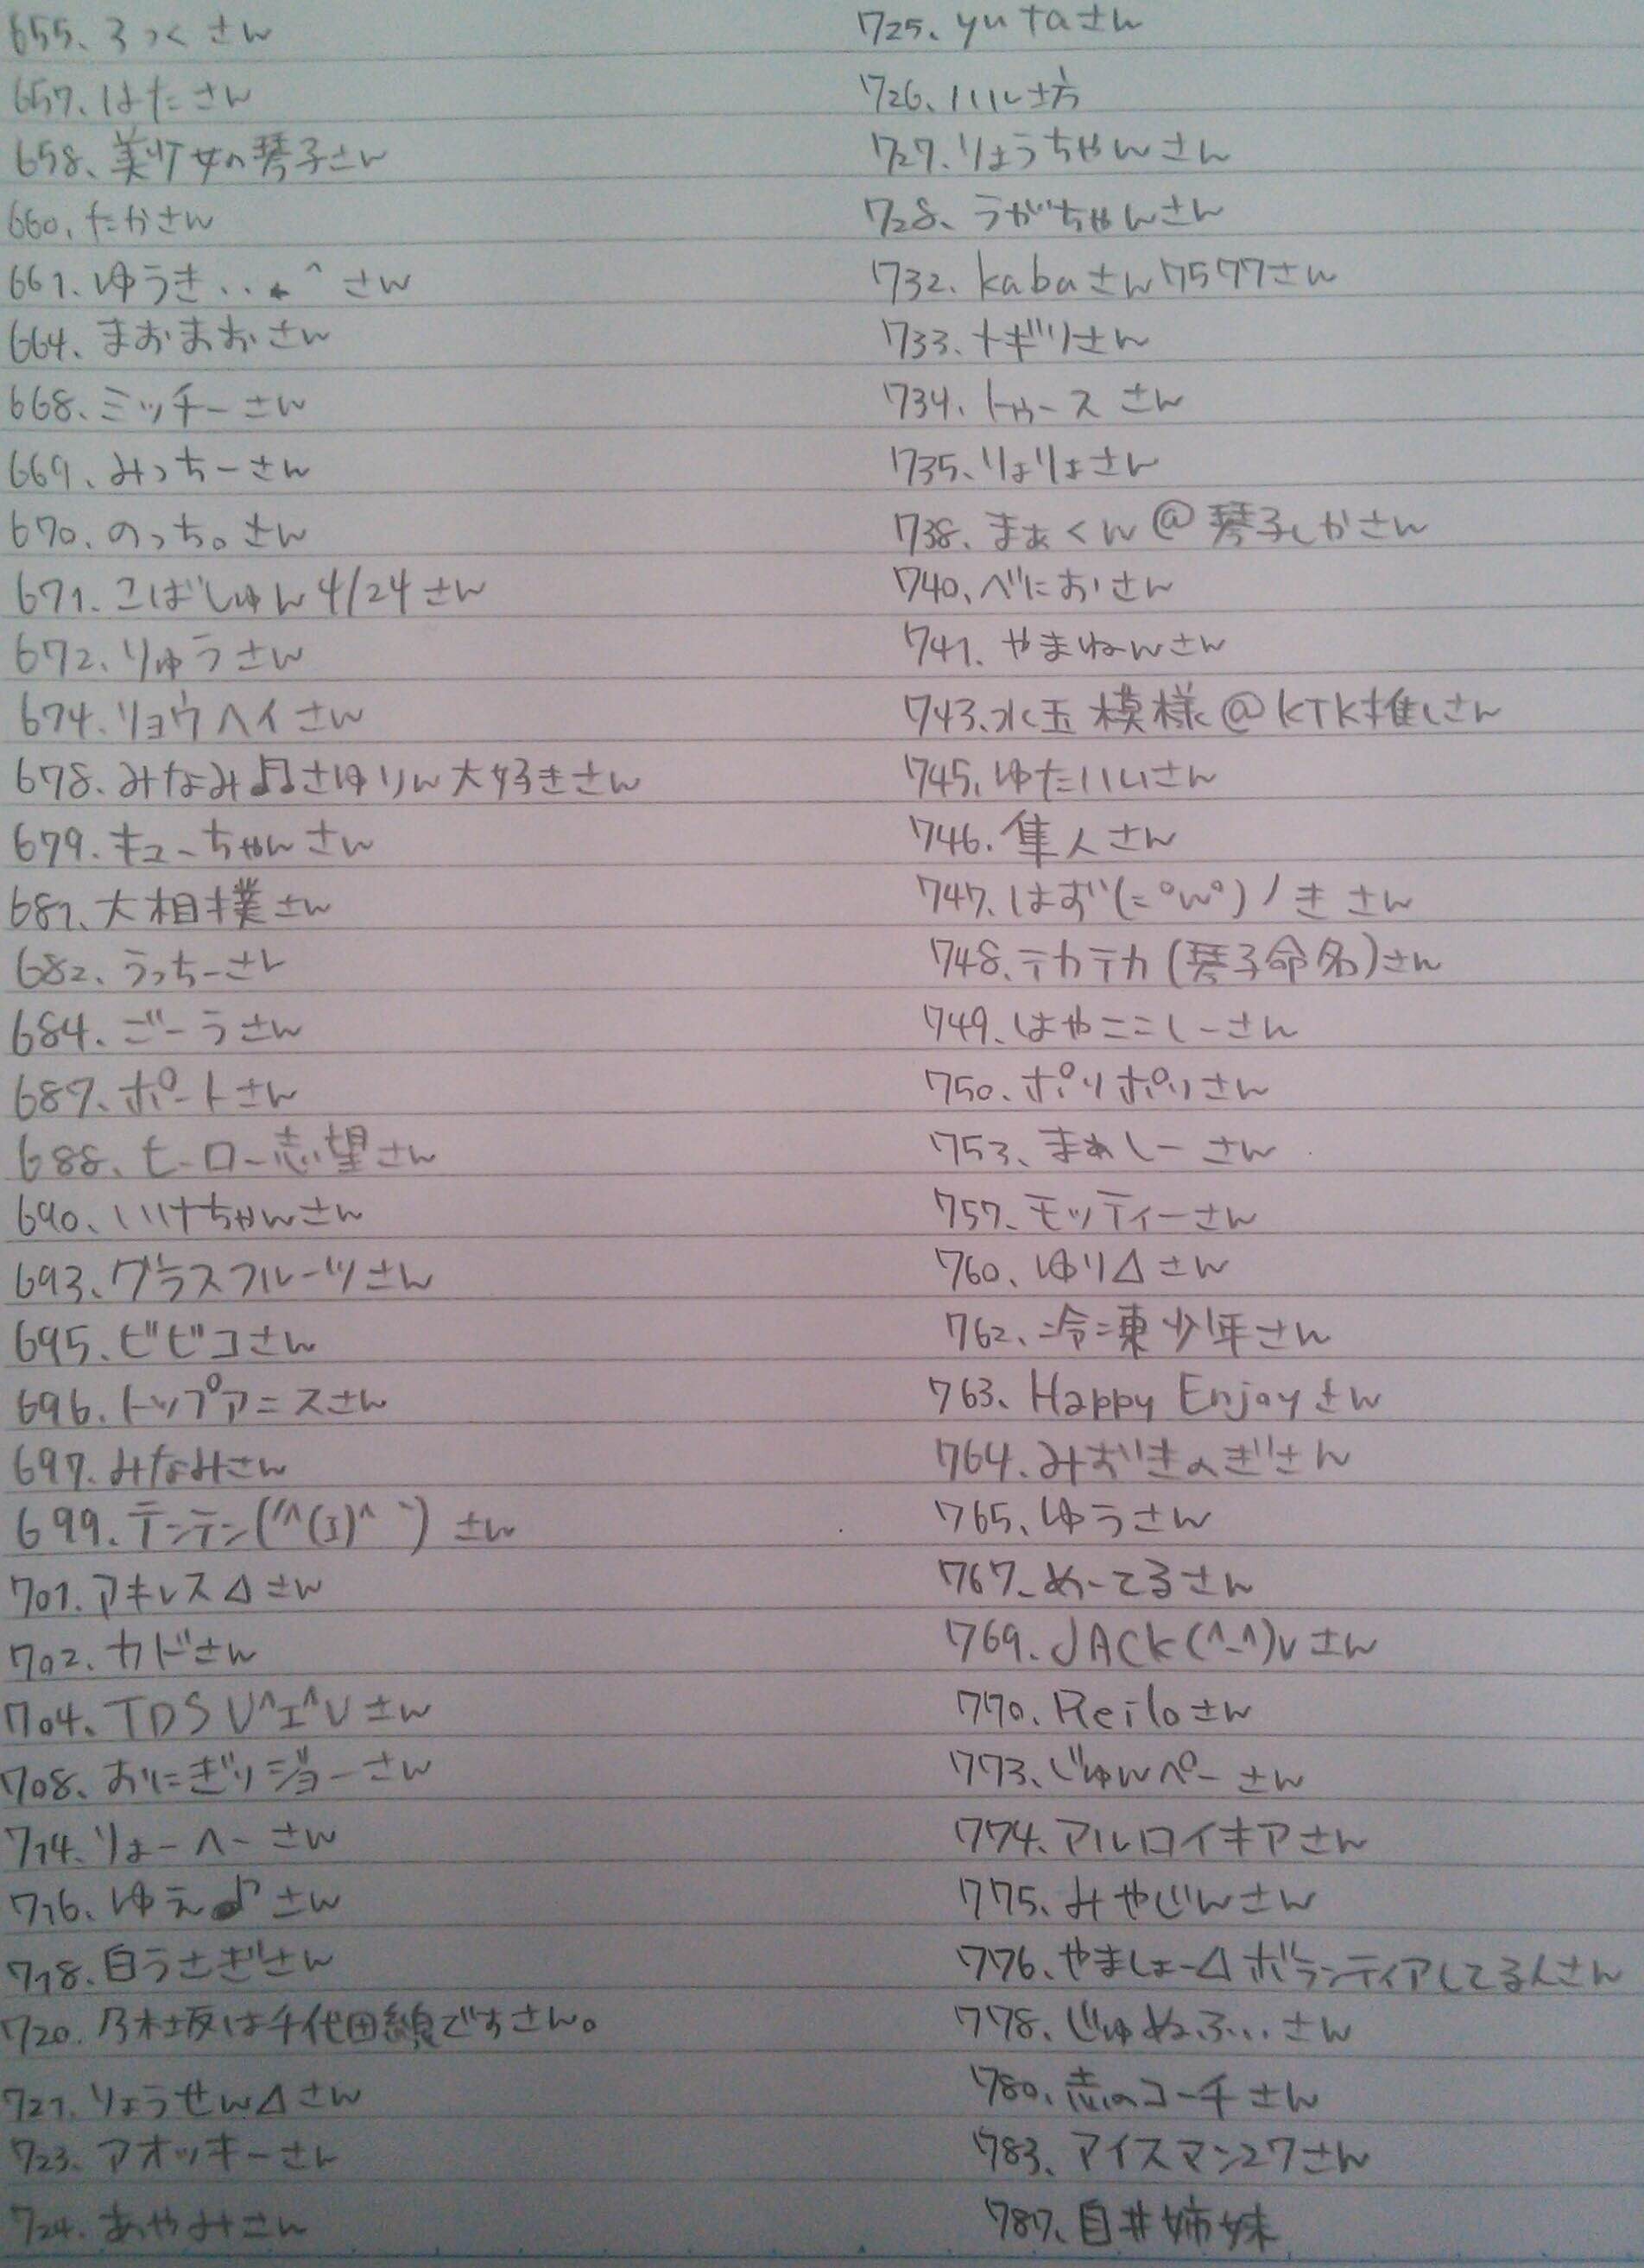 655、ろっくさん
657、はたさん
658、美少女の琴子さん
660、たかさん
661、ゆうき さん
664、まおまおさん
668、ミッチーさん
669、みっちーさん
670、のっち。さん
671、こばしゅん4/24さん
672、りゅうさん
674、リョウヘイさん
678、みなみ♫さゆりん大好きさん
679、キューちゃんさん
681、大相撲さん
682、うっちーさん
684、ごーうさん
687、ポートさん
688、ヒーロー志望さん
690、いけちゃんさん
693、グラスフルーツさん
695、ビビコさん
696、トップアニスさん
697、みなみさん
699、テンテン(´^(ェ)^｀) さん
701、アキレス⊿さん
702、カドさん
704、TDS U^エ^Uさん
708、おにぎりジョーさん
714、りょーへーさん
716、ゆえ♪さん
718、白うさぎさん
720、乃木坂は千代田線ですさん。
721、りょうせん⊿さん
723、アオッキーさん
724、あやみさん
725、yutaさん
726、ハル坊
727、りょうちゃんさん
728、うがちゃんさん
732、kabaさん7577さん
733、ナギリさん
734、トゥース さん
735、りょりょさん
738、まぁくん@琴子しかさん
740、べにおさん
741、やまねんさん
743、水玉模様@KTK推しさん
745、ゆたいいさん
746、隼人さん
747、はず(=゜w゜)ノき さん
748、テカテカ(琴子命名)さん
749、はやここしーさん
750、ポリポリさん
753、まぁしーさん
757、モッティーさん
760、ゆり⊿さん
762、冷凍少年さん
763、Happy Enjoyさん
764、みずきのぎさん
765、ゆうさん
767、めーてるさん
769、JACK(^-^)vさん
770、Reiloさん
773、じゅんぺーさん
774、アルロイキアさん
775、みやじんさん
776、やましょー⊿ボランティアしてる人さん
778、じゅぬふ…さん
780、志のコーチさん
783、アイスマン27さん
787、白井姉妹